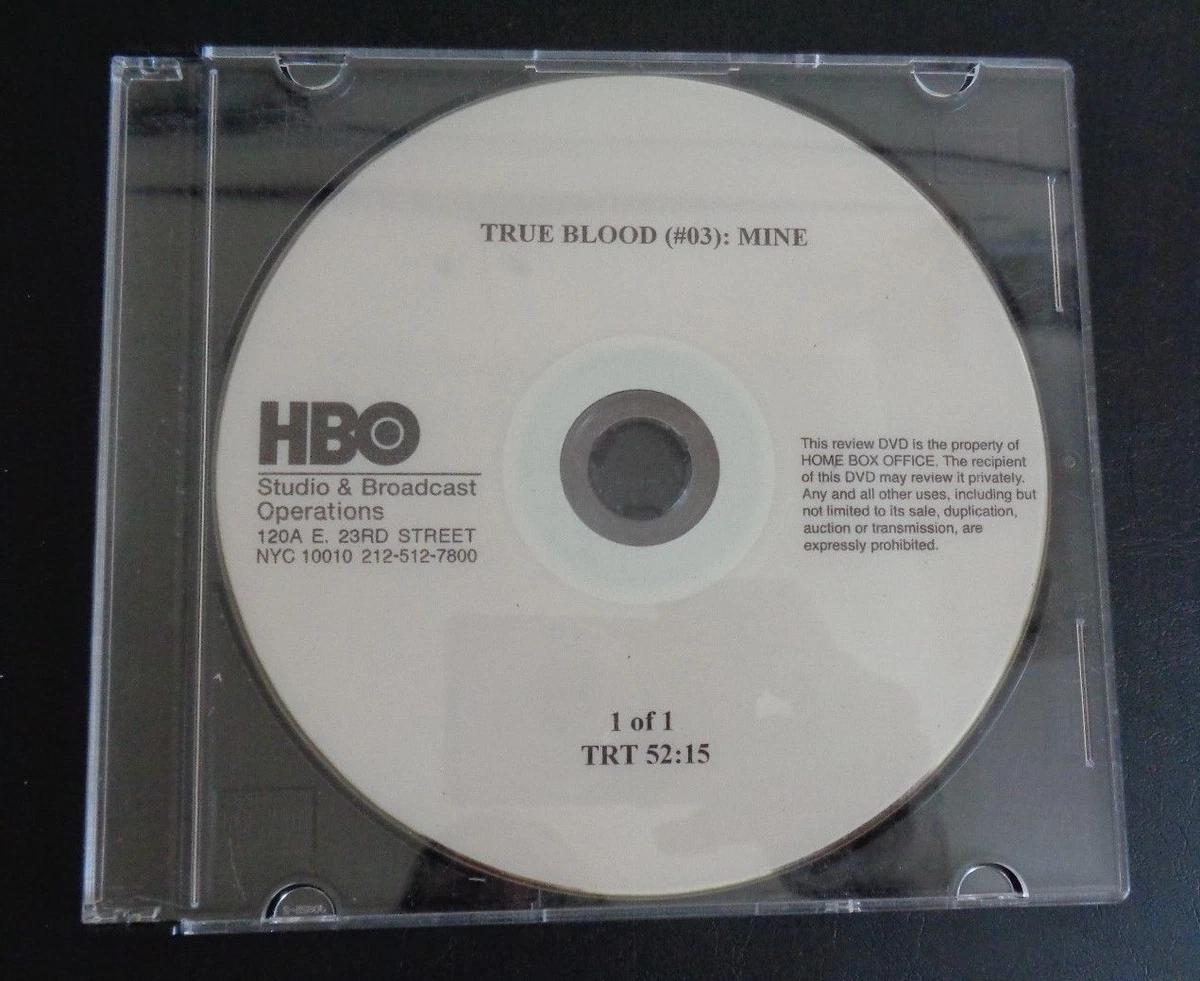 TRUE BLOOD (#03): MINE
HBO
Studio & Broadcast
Operations
120A E. 23RD STREET
NYC 10010 212-512-7800
This review DVD is the property of
HOME BOX OFFICE. The recipient
of this DVD may review it privately.
Any and all other uses, including but
not limited to its sale, duplication,
auction or transmission, are
expressly prohibited.
1 of 1
TRT 52:15